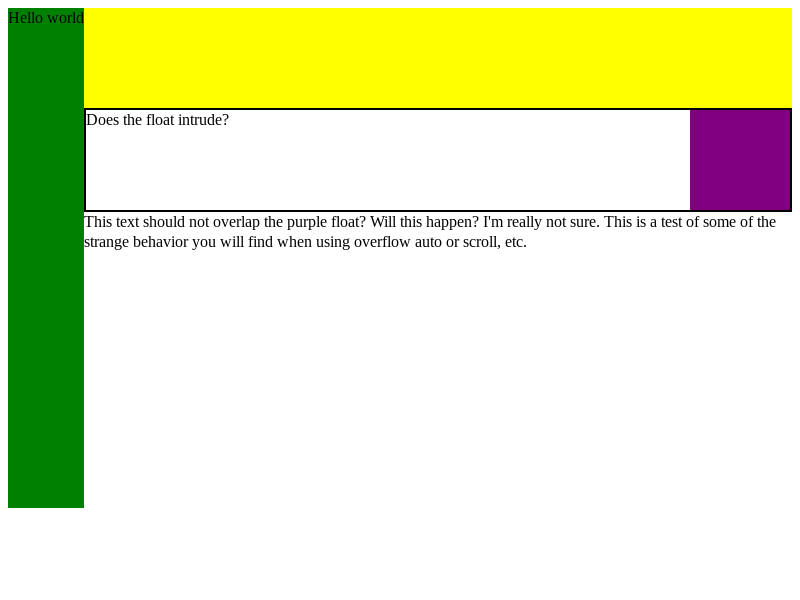 Hello world
Does the float intrude?
This text should not overlap the purple float? Will this happen? I'm really not sure. This is a test of some of the
strange behavior you will find when using overflow auto or scroll, etc.